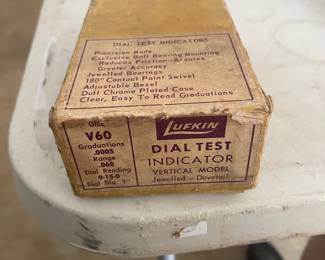 DIAL TEST INDICATORS
Precision Made
Exclusive Ball Bearing Mounting
Reduces Friction—Assures
Greater Accuracy
Jewelled Bearings
180° Contact Point Swivel
Adjustable Bezel
Dull Chrome Plated Case
Clear, Easy To Read Graduations
One
V60
Graduations
.0005
Range
.060
Dial Reading
0-15-0
Dial Dia. 1"
LUFKIN
DIAL TEST
INDICATOR
VERTICAL MODEL
Jewelled - Dovetail